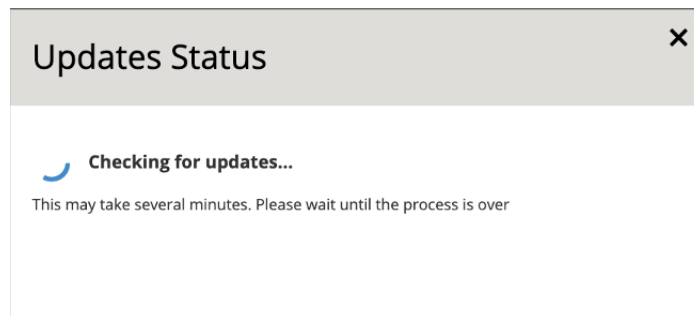 Updates Status
Checking for updates...
This may take several minutes. Please wait until the process is over